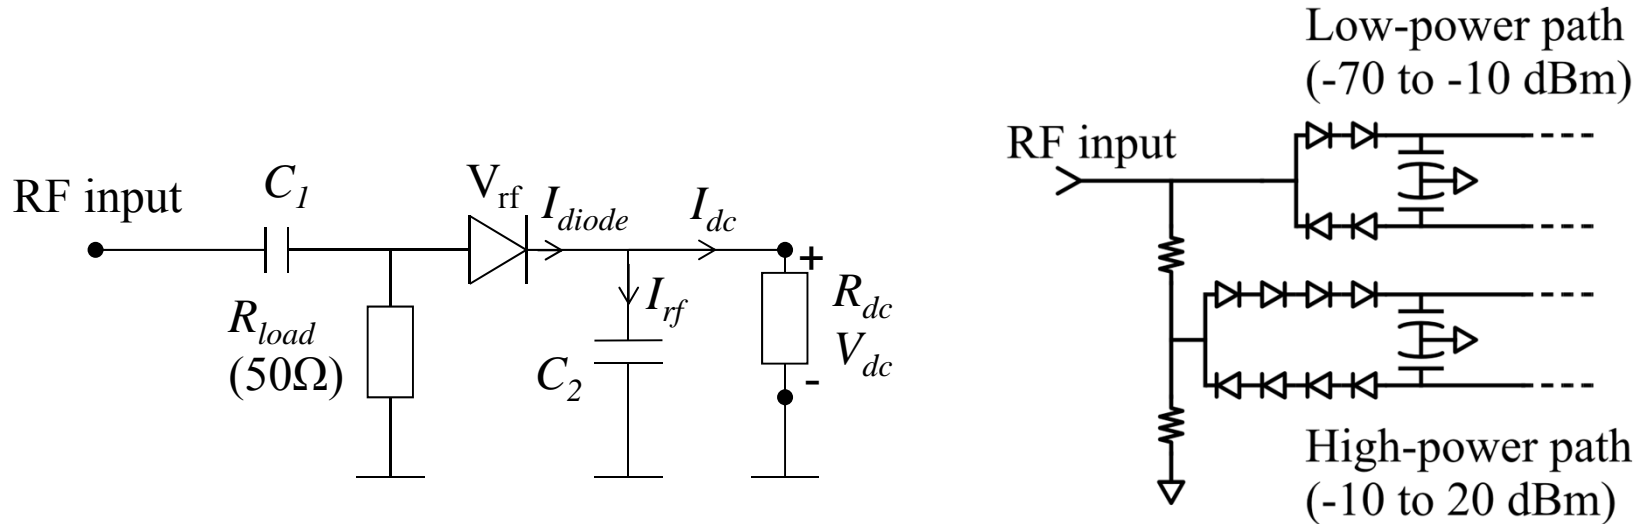 RF input
C1
Rload
(50Ω)
Vrf
Idiode
Idc
Irf
C2
+
Rdc
Vdc
-
Low-power path
(-70 to -10 dBm)
RF input
High-power path
(-10 to 20 dBm)